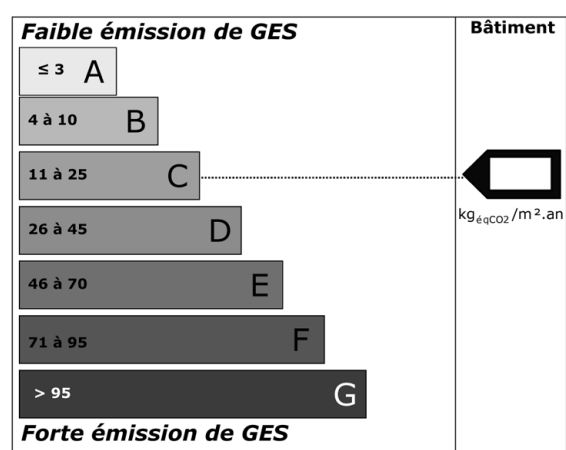 Faible émission de GES
Bâtiment
≤ 3 A
4 à 10 B
11 à 25 C
26 à 45 D
kgéqCO2/m².an
46 à 70 E
71 à 95 F
> 95 G
Forte émission de GES